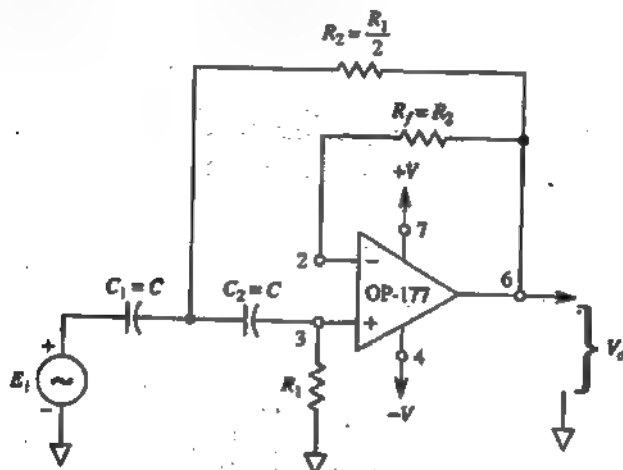 R₂ = R₁/2
R_f = R₂
+V
7
2
−
OP-177
6
C₁ = C
C₂ = C
3
+
4
+
E_i
−
R₁
−V
V_o